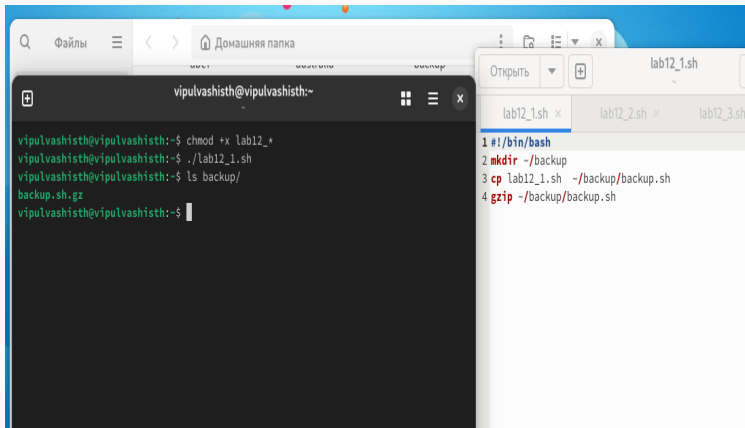 Файлы
Домашняя папка
Открыть
lab12_1.sh
lab12_1.sh
lab12_2.sh
lab12_3.sh
vipulvashisth@vipulvashisth:~
vipulvashisth@vipulvashisth:~$ chmod +x lab12_*
vipulvashisth@vipulvashisth:~$ ./lab12_1.sh
vipulvashisth@vipulvashisth:~$ ls backup/
backup.sh.gz
vipulvashisth@vipulvashisth:~$
1 #!/bin/bash
2 mkdir ~/backup
3 cp lab12_1.sh  ~/backup/backup.sh
4 gzip ~/backup/backup.sh